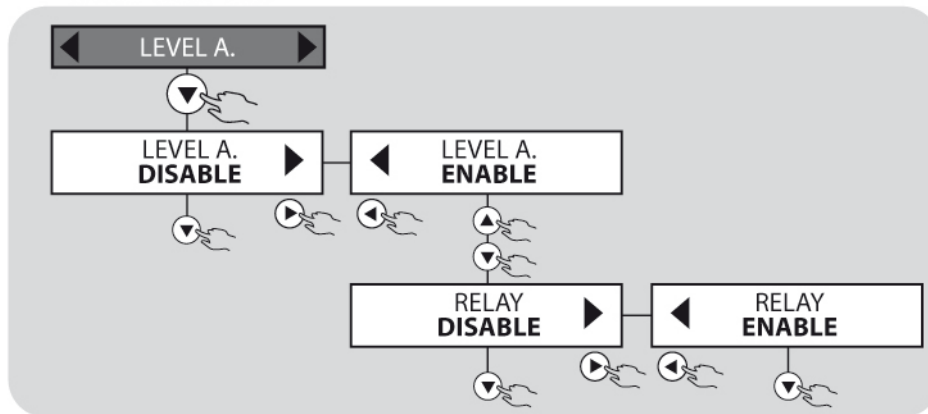 LEVEL A.
LEVEL A.
DISABLE
LEVEL A.
ENABLE
RELAY
DISABLE
RELAY
ENABLE